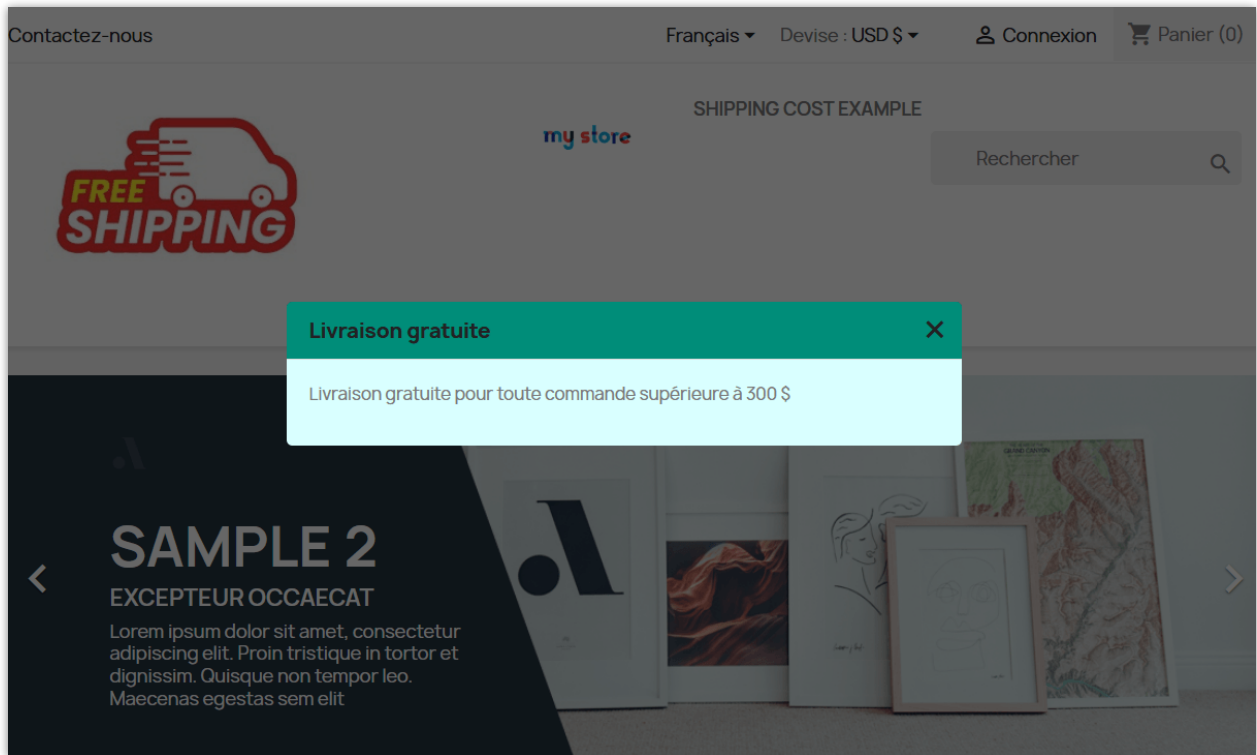 Contactez-nous
Français
Devise : USD $
Connexion
Panier (0)
SHIPPING COST EXAMPLE
my store
Rechercher
FREE
SHIPPING
Livraison gratuite
Livraison gratuite pour toute commande supérieure à 300 $
SAMPLE 2
EXCEPTEUR OCCAECAT
Lorem ipsum dolor sit amet, consectetur
adipiscing elit. Proin tristique in tortor et
dignissim. Quisque non tempor leo.
Maecenas egestas sem elit
GRAND CANYON